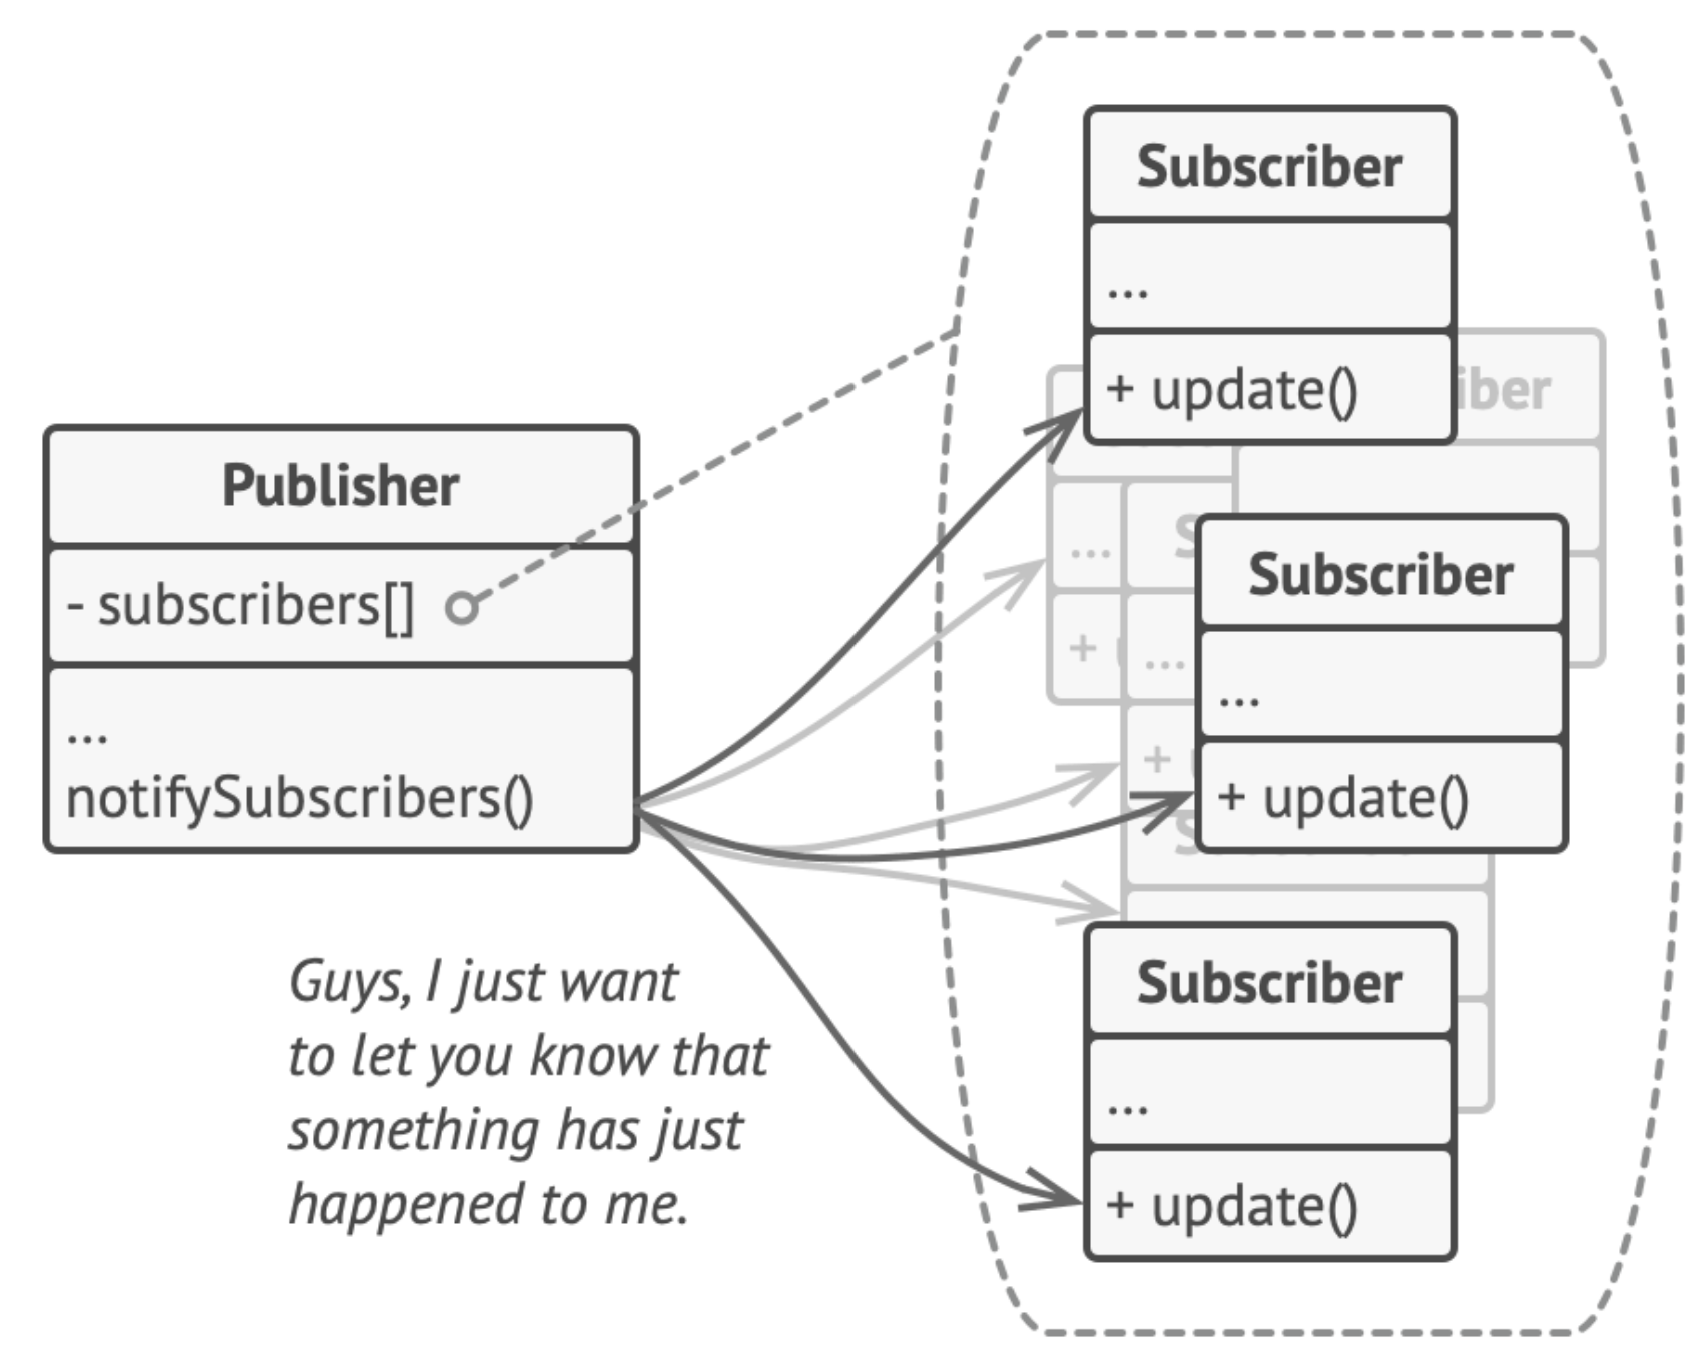 Publisher
- subscribers[]
...
notifySubscribers()
Guys, I just want
to let you know that
something has just
happened to me.
Subscriber
...
+ update()
Subscriber
...
+ update()
Subscriber
...
+ update()
iber
...
+
...
+